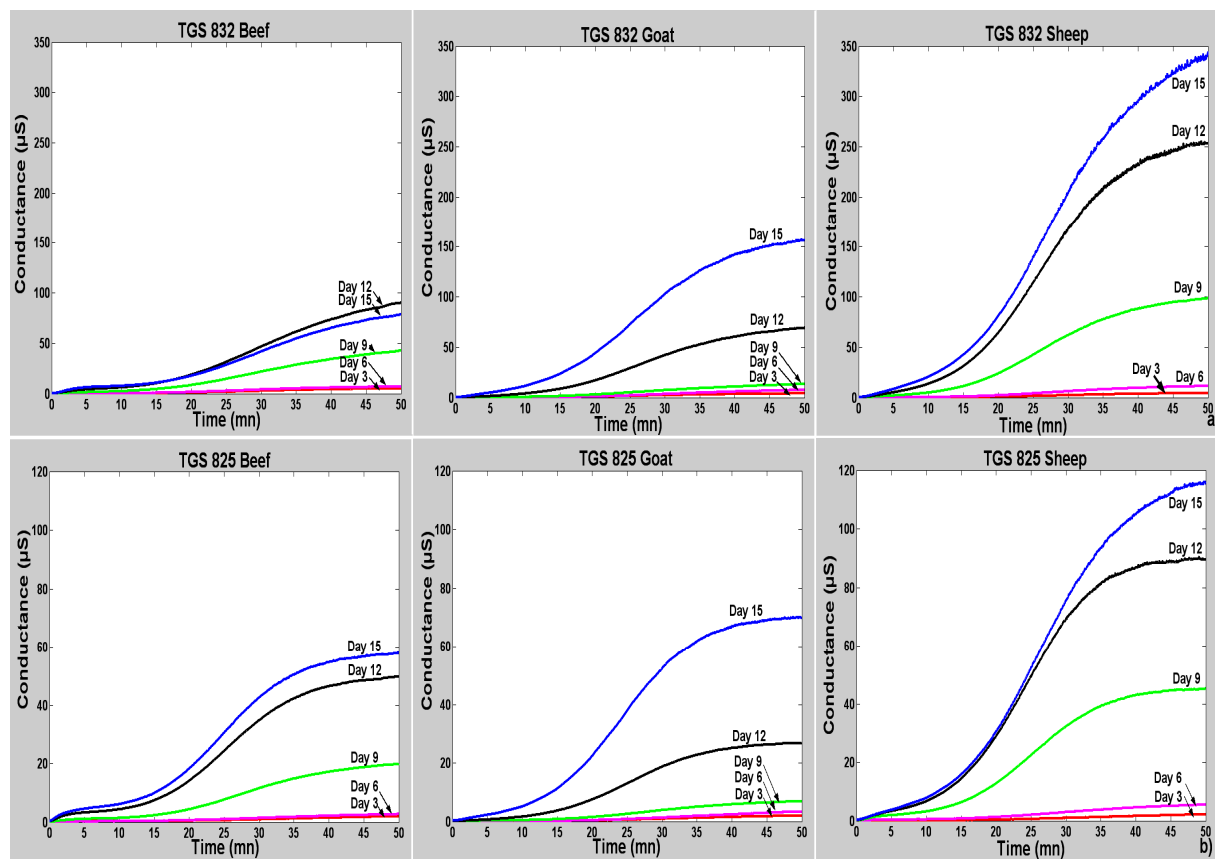 TGS 832 Beef
350
300
250
200
150
100
50
0
Conductance (µS)
Day 12
Day 15
Day 9
Day 6
Day 3
0 5 10 15 20 25 30 35 40 45 50
Time (mn)
TGS 832 Goat
350
300
250
200
150
100
50
0
Conductance (µS)
Day 15
Day 12
Day 9
Day 6
Day 3
0 5 10 15 20 25 30 35 40 45 50
Time (mn)
TGS 832 Sheep
350
300
250
200
150
100
50
0
Conductance (µS)
Day 15
Day 12
Day 9
Day 3
Day 6
0 5 10 15 20 25 30 35 40 45 50
Time (mn)
a
TGS 825 Beef
120
100
80
60
40
20
0
Conductance (µS)
Day 15
Day 12
Day 9
Day 6
Day 3
0 5 10 15 20 25 30 35 40 45 50
Time (mn)
TGS 825 Goat
120
100
80
60
40
20
0
Conductance (µS)
Day 15
Day 12
Day 9
Day 6
Day 3
0 5 10 15 20 25 30 35 40 45 50
Time (mn)
TGS 825 Sheep
120
100
80
60
40
20
0
Conductance (µS)
Day 15
Day 12
Day 9
Day 6
Day 3
0 5 10 15 20 25 30 35 40 45 50
Time (mn)
b)